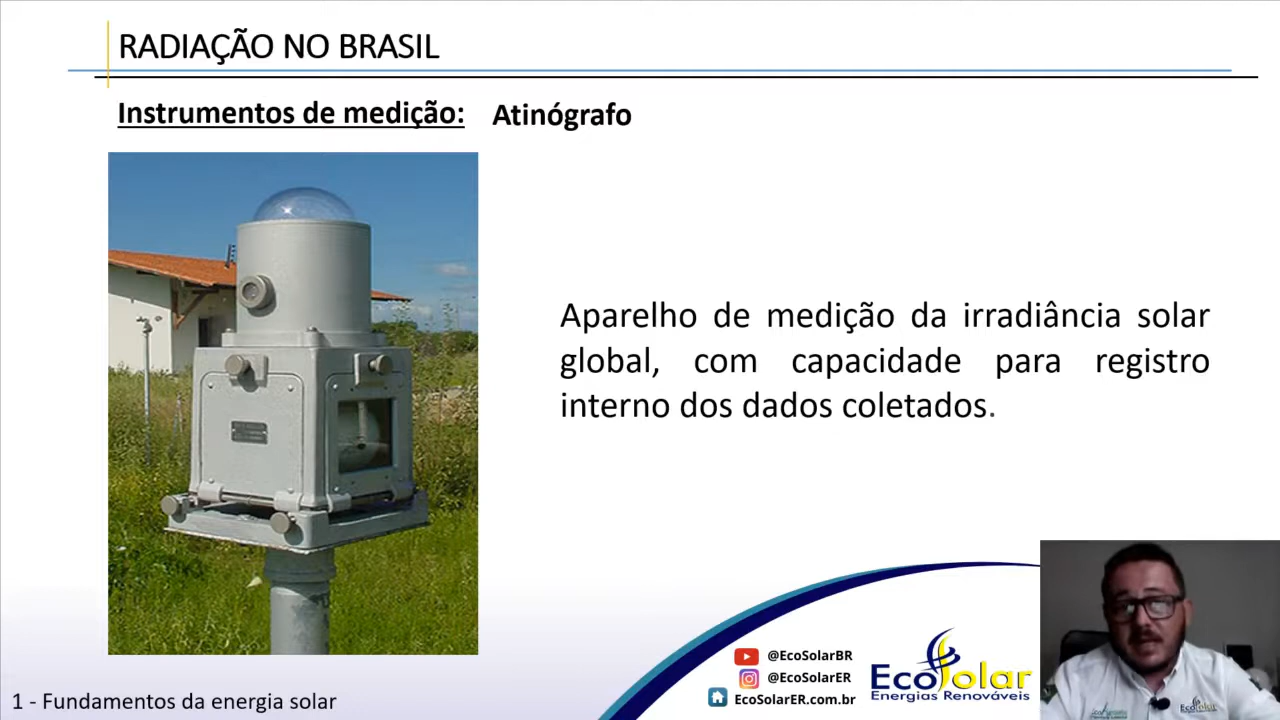 RADIAÇÃO NO BRASIL
Instrumentos de medição: Atinógrafo
Aparelho de medição da irradiância solar
global, com capacidade para registro
interno dos dados coletados.
@EcoSolarBR
@EcoSolarER
EcoSolarER.com.br
EcoSolar
Energias Renováveis
1 - Fundamentos da energia solar